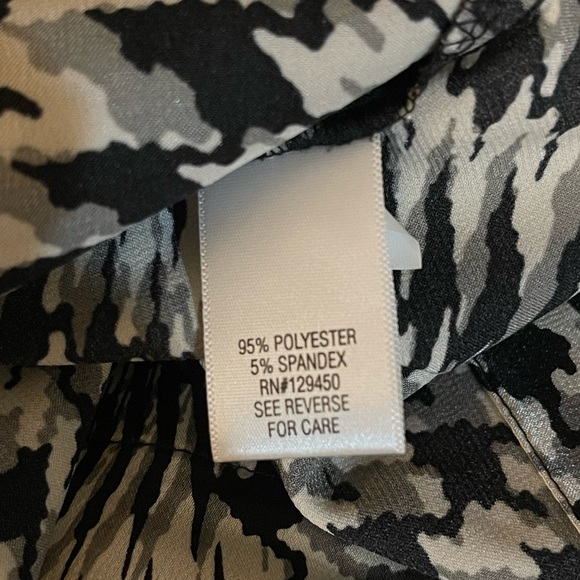 95% POLYESTER
5% SPANDEX
RN#129450
SEE REVERSE
FOR CARE